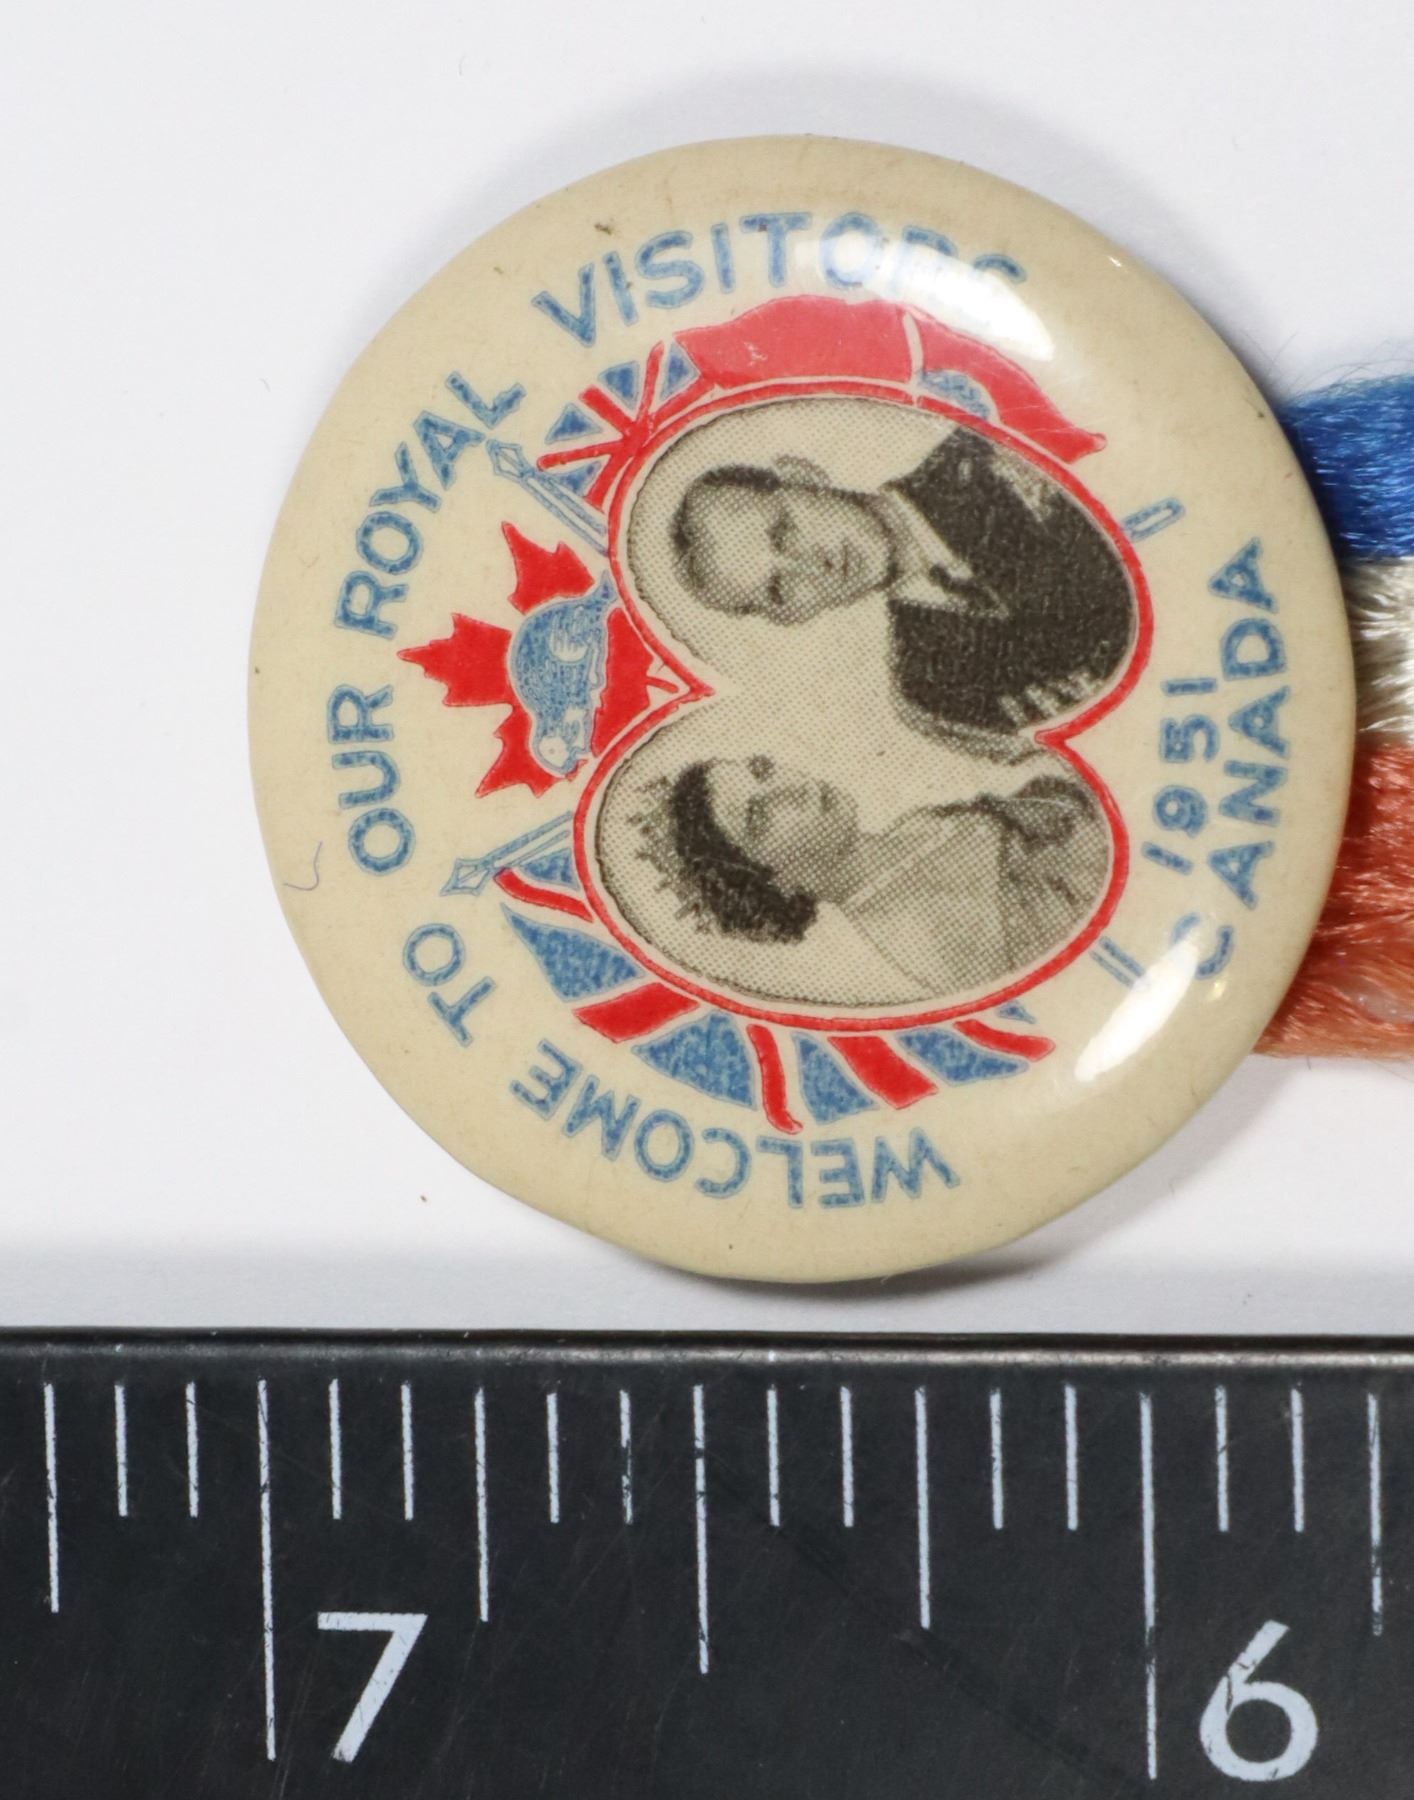 WELCOME TO OUR ROYAL VISITORS
1951
CANADA
7 6